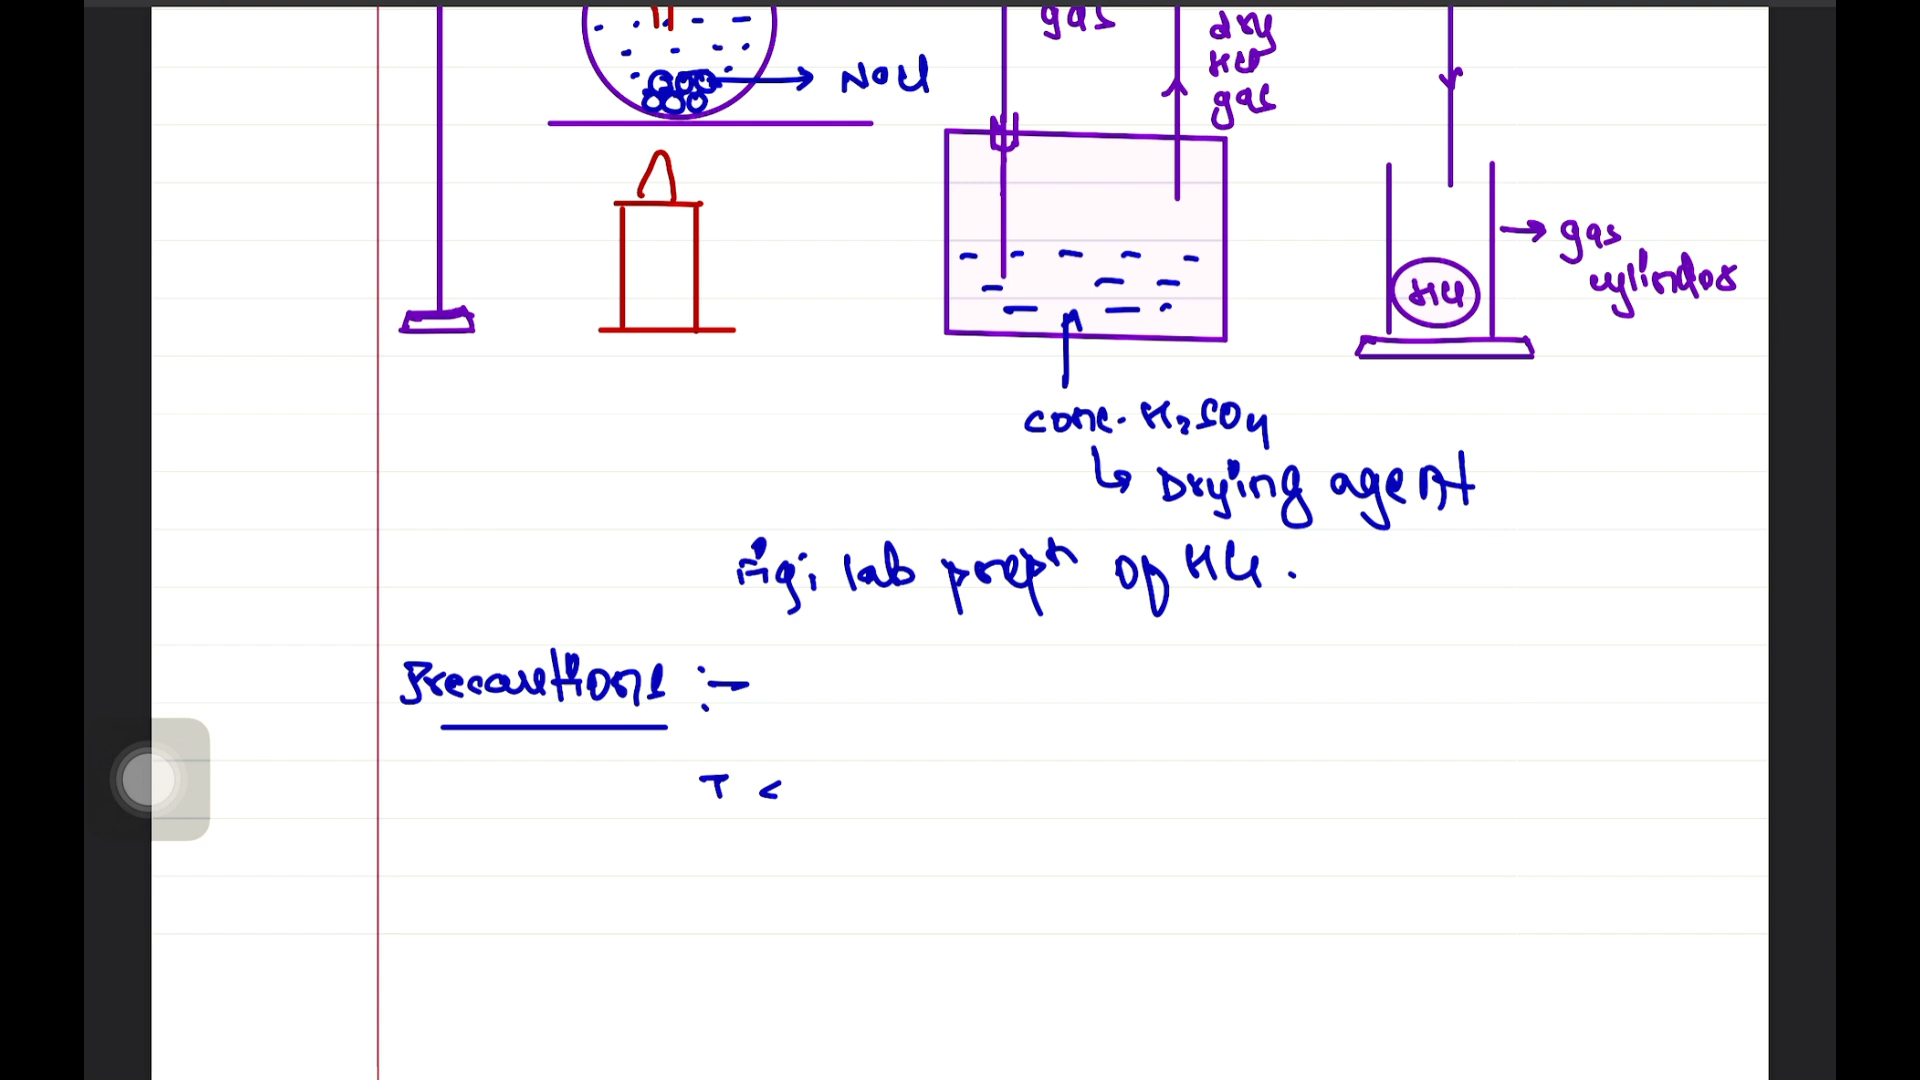 gas
dry
HCl
gas
NaCl
gas
cylinder
HCl
conc. H₂SO₄
↳ Drying agent
fig; lab prepⁿ of HCl.
Precautions :-
T <